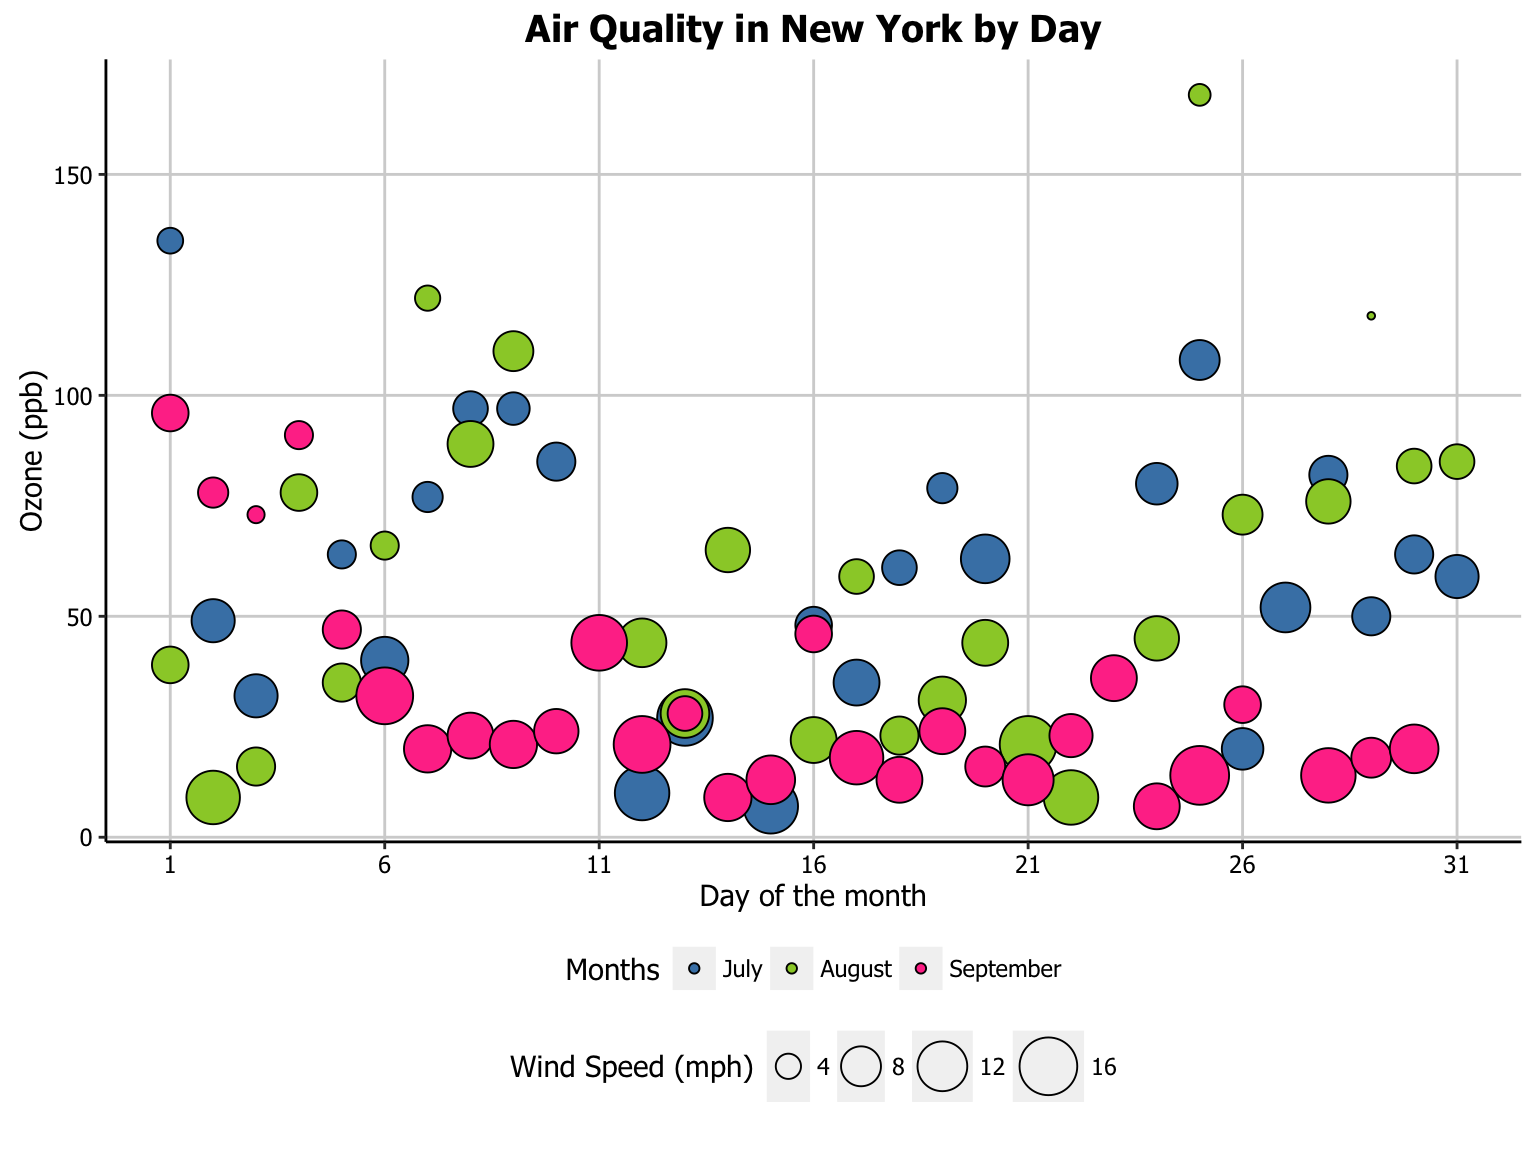 Air Quality in New York by Day
Ozone (ppb)
150
100
50
0
1 6 11 16 21 26 31
Day of the month
Months July August September
Wind Speed (mph) 4 8 12 16